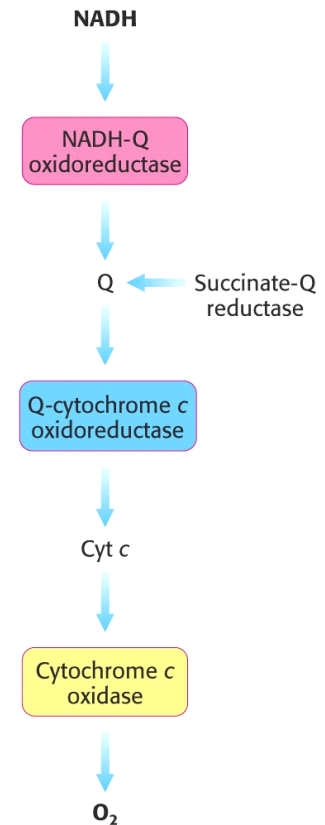 NADH
NADH-Q
oxidoreductase
Q
Succinate-Q
reductase
Q-cytochrome c
oxidoreductase
Cyt c
Cytochrome c
oxidase
O₂